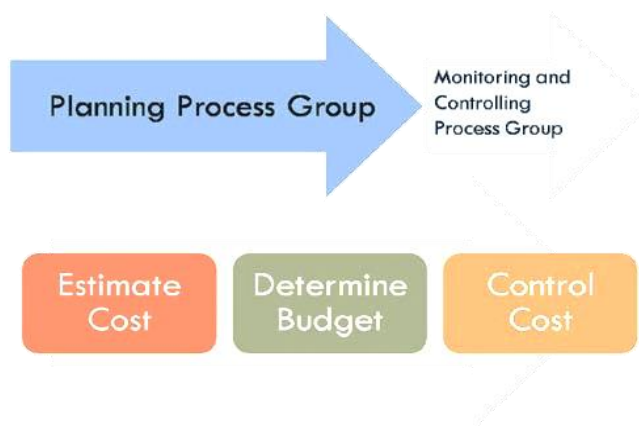 Planning Process Group
Monitoring and
Controlling
Process Group
Estimate
Cost
Determine
Budget
Control
Cost